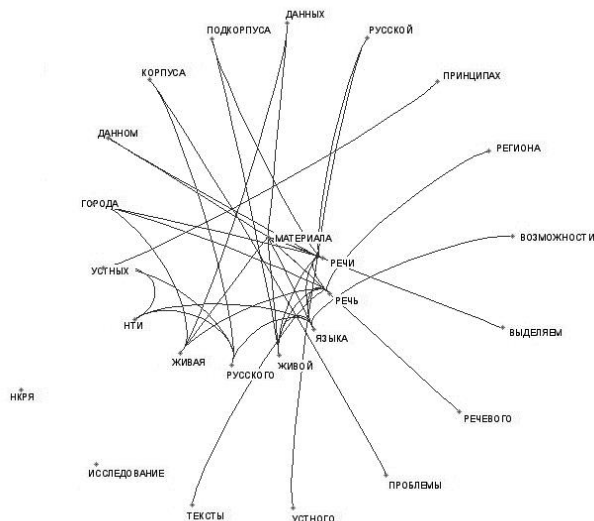 ДАННЫХ
ПОДКОРПУСА
РУССКОЙ
КОРПУСА
ПРИНЦИПАХ
ДАННОМ
РЕГИОНА
ГОРОДА
ВОЗМОЖНОСТИ
МАТЕРИАЛА
РЕЧИ
УСТНЫХ
РЕЧЬ
НТИ
ВЫДЕЛЯЕМ
ЯЗЫКА
ЖИВАЯ
ЖИВОЙ
РУССКОГО
НКРЯ
РЕЧЕВОГО
ИССЛЕДОВАНИЕ
ПРОБЛЕМЫ
ТЕКСТЫ
УСТНОГО